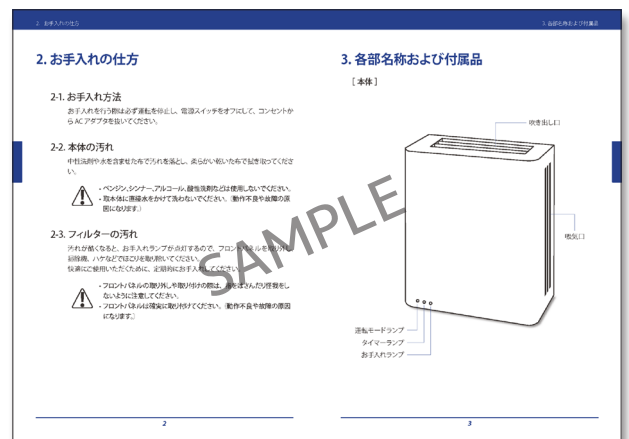 2. お手入れの仕方
3. 各部名称および付属品
2. お手入れの仕方
2-1. お手入れ方法
お手入れを行う際は必ず運転を停止し、電源スイッチをオフにして、コンセントか
ら AC アダプタを抜いてください。
2-2. 本体の汚れ
中性洗剤や水を含ませた布で汚れを落とし、柔らかい乾いた布で拭き取ってくださ
い。
・ベンジン、シンナー、アルコール、酸性洗剤などは使用しないでください。
・取本体に直接水をかけて洗わないでください。（動作不良や故障の原
因になります。）
2-3. フィルターの汚れ
汚れが酷くなると、お手入れランプが点灯するので、フロントパネルを取り外し、
掃除機、ハケなどでほこりを取り除いてください。
快適にご使用いただくために、定期的にお手入れしてください。
・フロントパネルの取り外しや取り付けの際は、指をはさんだり怪我をし
ないように注意してください。
・フロントパネルは確実に取り付けてください。（動作不良や故障の原因
になります。）
2
3. 各部名称および付属品
［本体］
吹き出し口
吸気口
運転モードランプ
タイマーランプ
お手入れランプ
3
SAMPLE